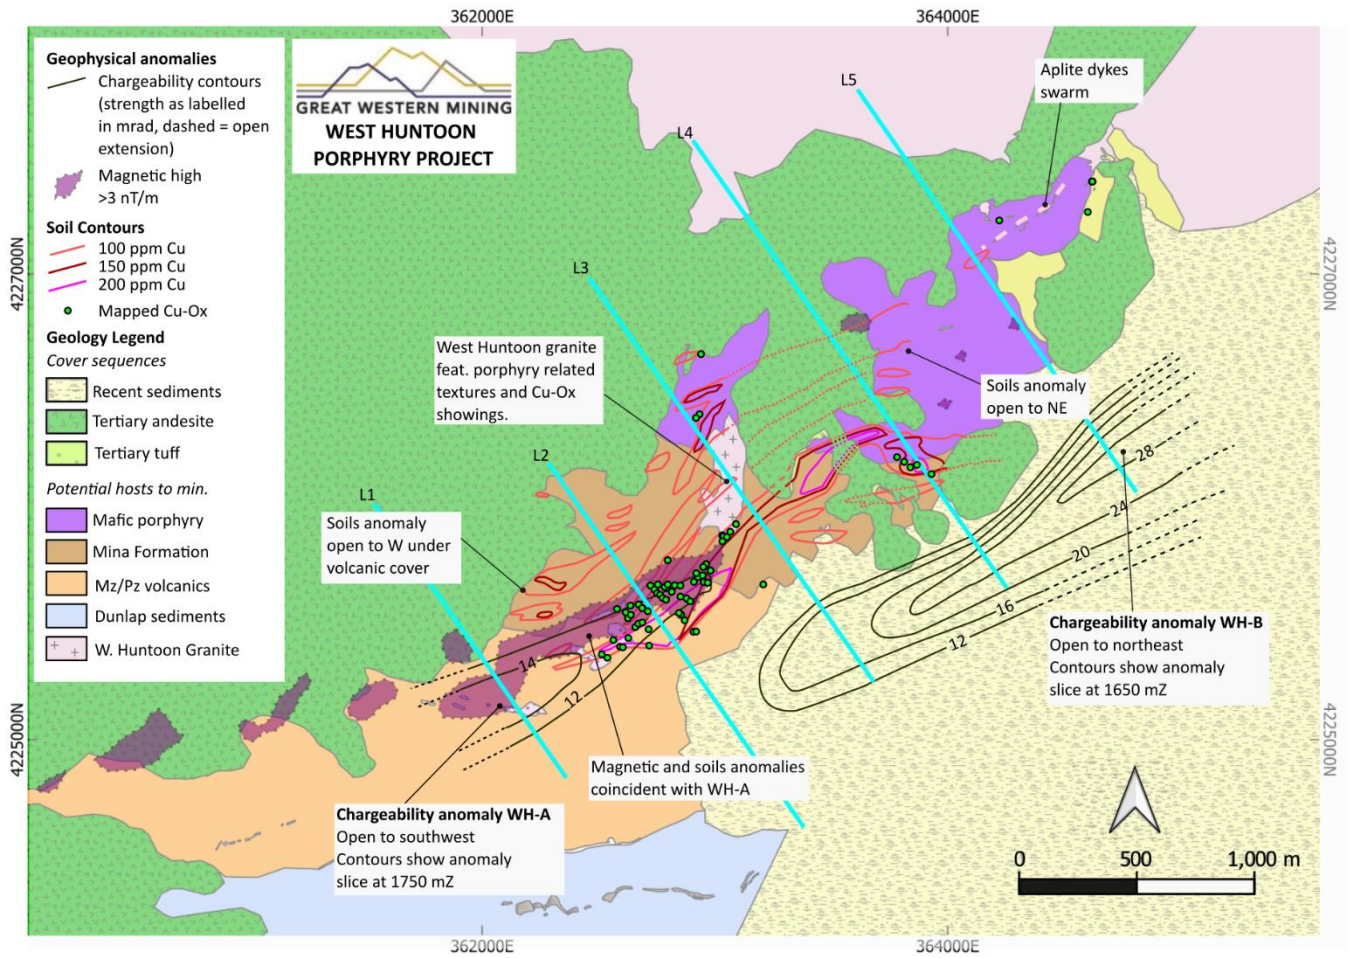 362000E
364000E
Geophysical anomalies
Chargeability contours
(strength as labelled
in mrad, dashed = open
extension)
Magnetic high
>3 nT/m
Soil Contours
100 ppm Cu
150 ppm Cu
200 ppm Cu
Mapped Cu-Ox
Geology Legend
Cover sequences
Recent sediments
Tertiary andesite
Tertiary tuff
Potential hosts to min.
Mafic porphyry
Mina Formation
Mz/Pz volcanics
Dunlap sediments
W. Huntoon Granite
GREAT WESTERN MINING
WEST HUNTOON
PORPHYRY PROJECT
L5
L4
L3
L2
L1
Aplite dykes
swarm
4227000N
4227000N
West Huntoon granite
feat. porphyry related
textures and Cu-Ox
showings.
Soils anomaly
open to NE
Soils anomaly
open to W under
volcanic cover
28
24
20
16
12
14
12
Chargeability anomaly WH-B
Open to northeast
Contours show anomaly
slice at 1650 mZ
4225000N
4225000N
Magnetic and soils anomalies
coincident with WH-A
Chargeability anomaly WH-A
Open to southwest
Contours show anomaly
slice at 1750 mZ
0 500 1,000 m
362000E
364000E